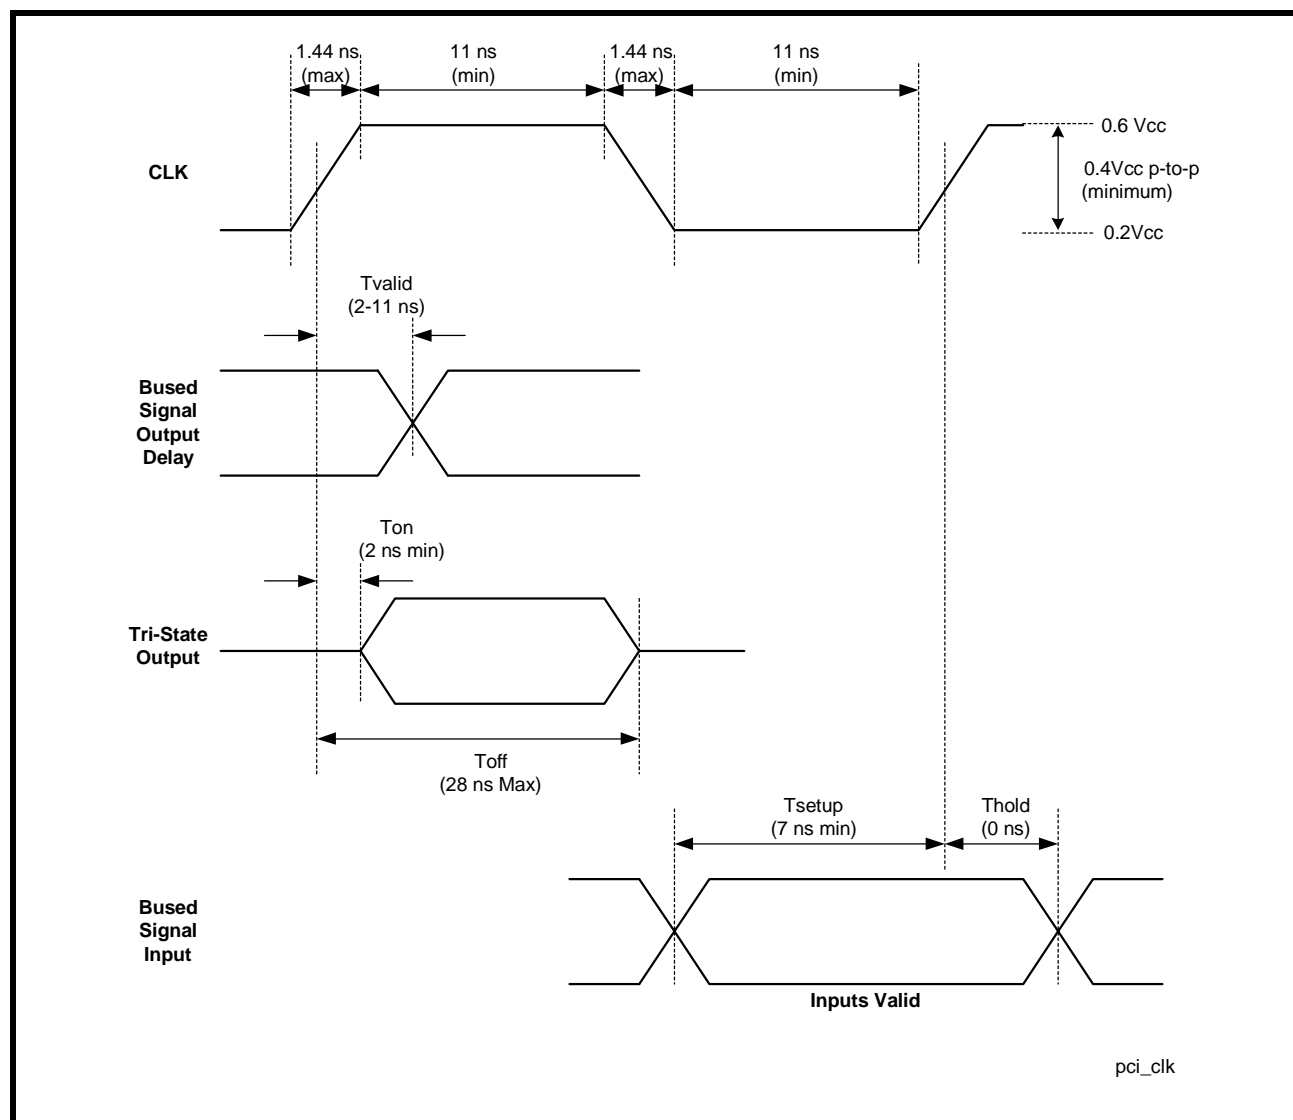 1.44 ns
(max)
11 ns
(min)
1.44 ns
(max)
11 ns
(min)
CLK
0.6 Vcc
0.4Vcc p-to-p
(minimum)
0.2Vcc
Tvalid
(2-11 ns)
Bused
Signal
Output
Delay
Ton
(2 ns min)
Tri-State
Output
Toff
(28 ns Max)
Tsetup
(7 ns min)
Thold
(0 ns)
Bused
Signal
Input
Inputs Valid
pci_clk